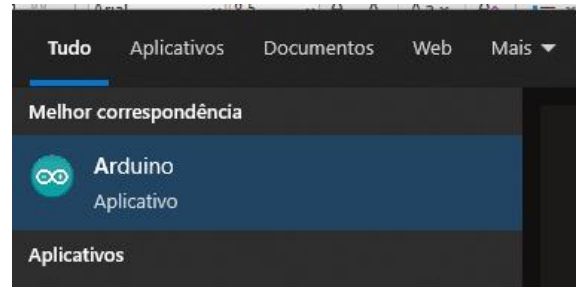 Tudo Aplicativos Documentos Web Mais
Melhor correspondência
Arduino
Aplicativo
Aplicativos